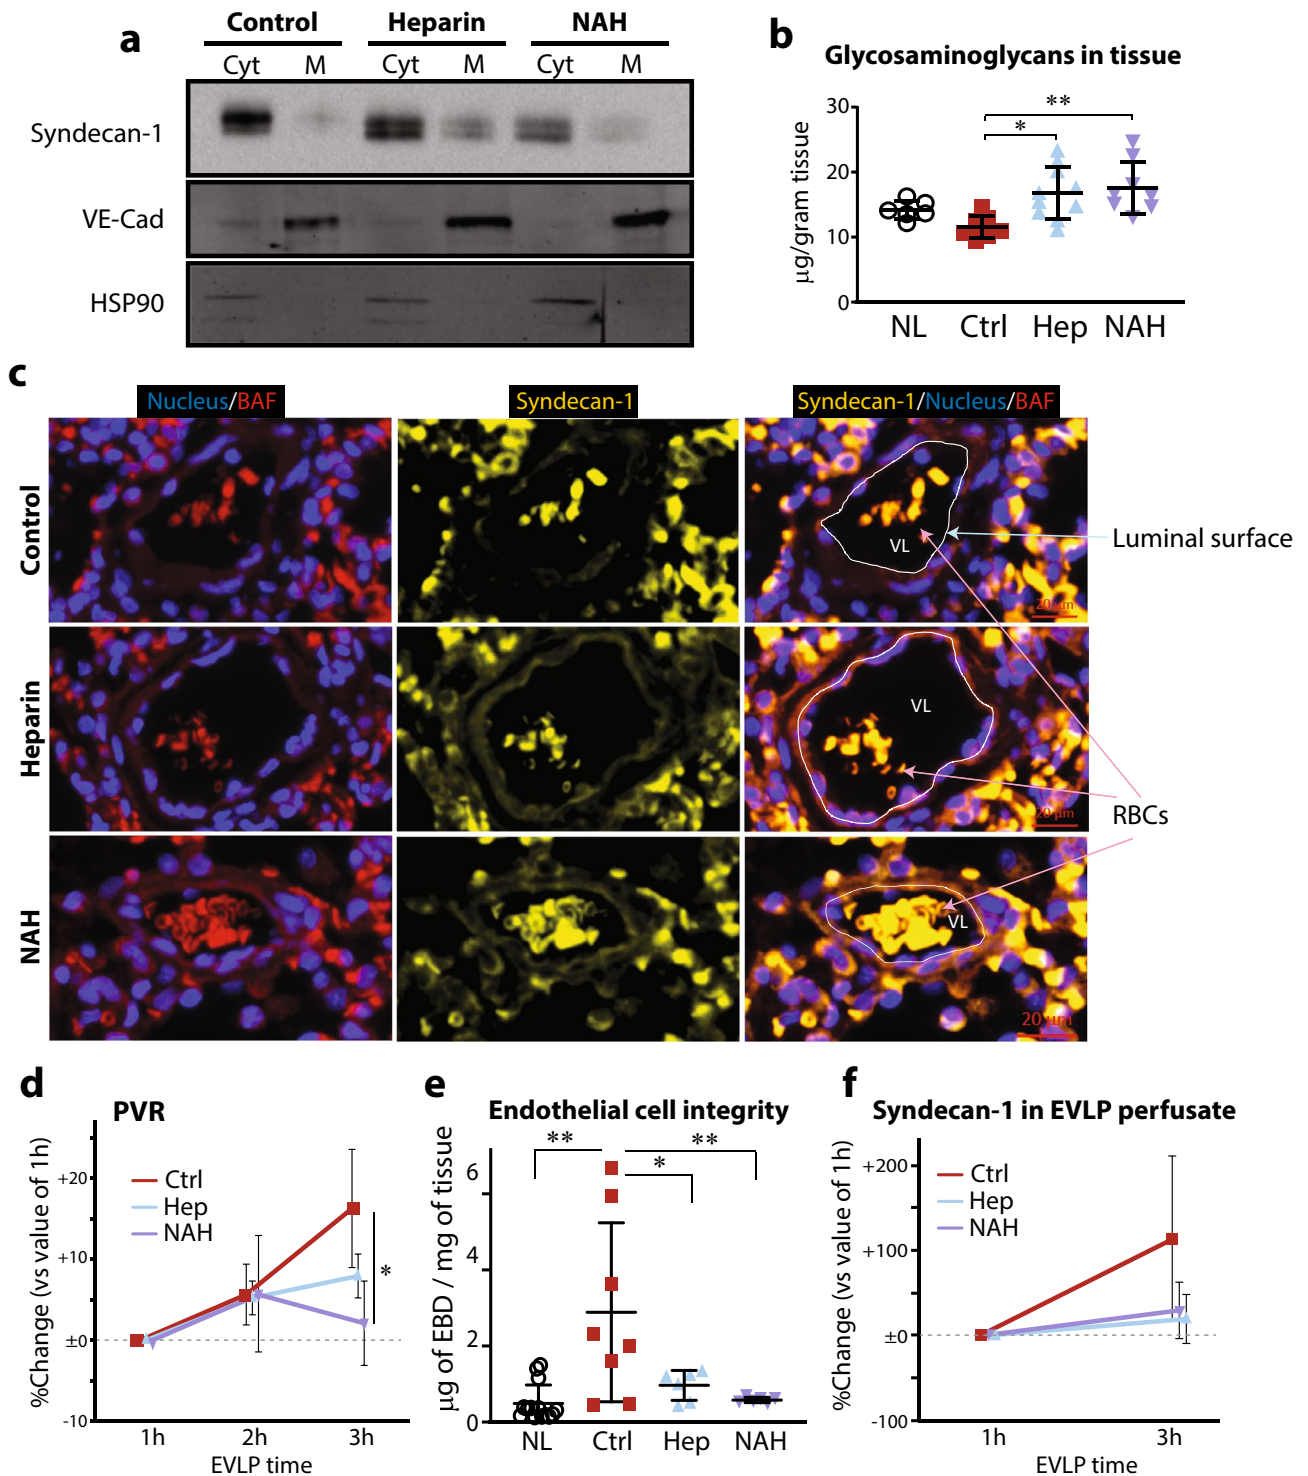 a
Control Heparin NAH
Cyt M Cyt M Cyt M
Syndecan-1
VE-Cad
HSP90
b
Glycosaminoglycans in tissue
µg/gram tissue
30
20
10
0
* **
NL Ctrl Hep NAH
c
Nucleus/BAF
Syndecan-1
Syndecan-1/Nucleus/BAF
Control
VL
20 µm
Luminal surface
Heparin
VL
20 µm
RBCs
NAH
VL
20 µm
d
PVR
%Change (vs value of 1h)
+20
+10
±0
-10
Ctrl
Hep
NAH
*
1h 2h 3h
EVLP time
e
Endothelial cell integrity
µg of EBD / mg of tissue
6
4
2
0
** * **
NL Ctrl Hep NAH
f
Syndecan-1 in EVLP perfusate
%Change (vs value of 1h)
+200
+100
±0
-100
Ctrl
Hep
NAH
1h 3h
EVLP time